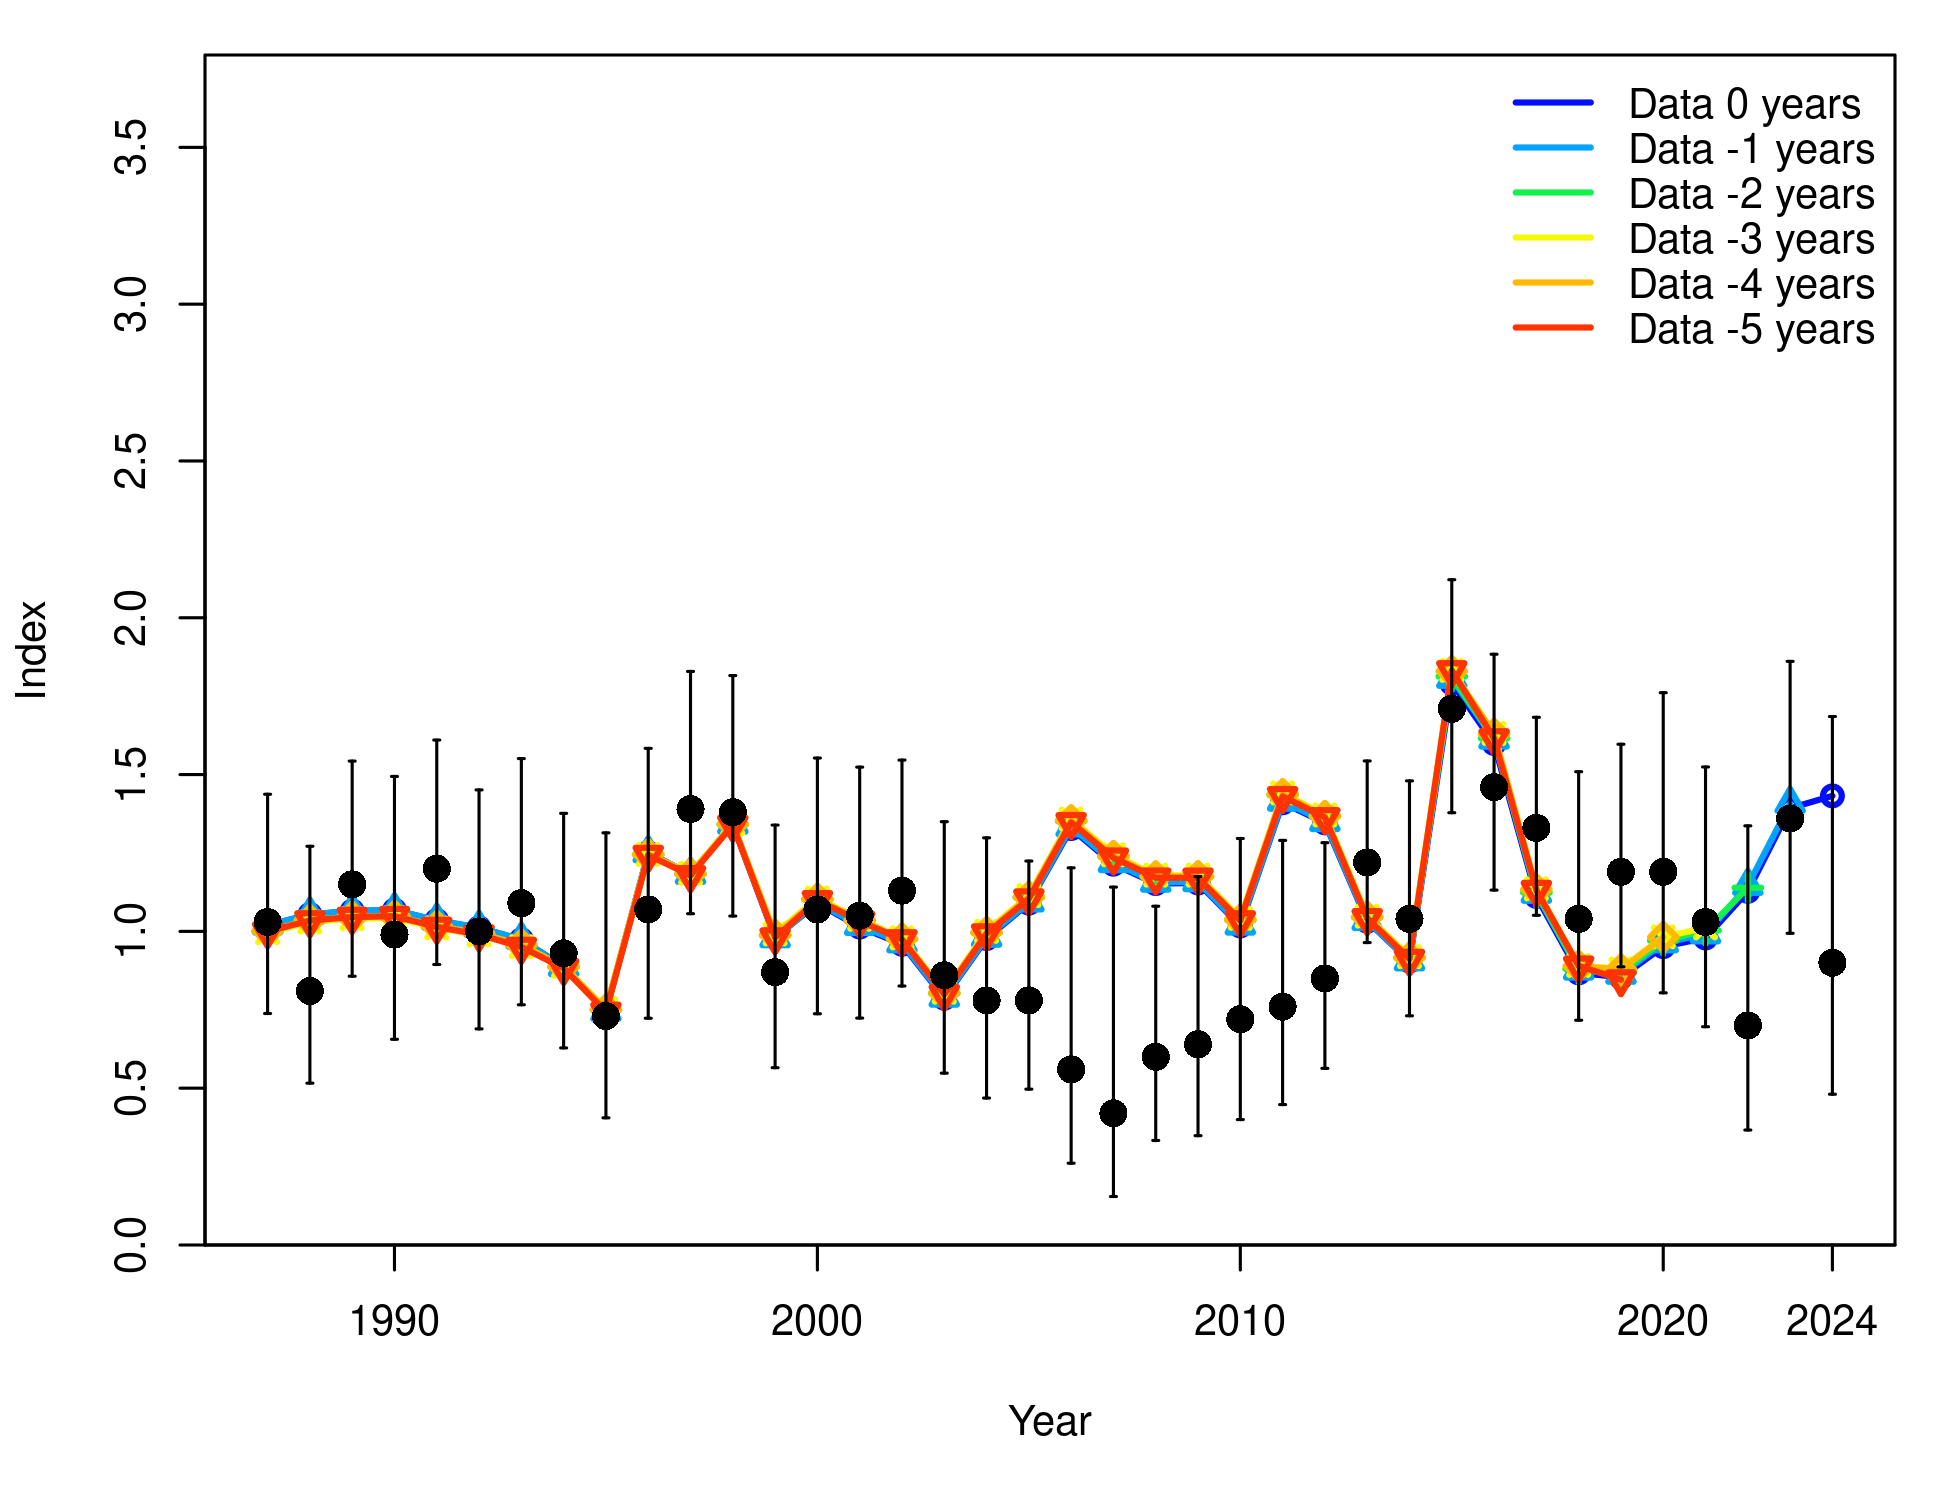 Data 0 years
Data -1 years
Data -2 years
Data -3 years
Data -4 years
Data -5 years
3.5
3.0
2.5
2.0
1.5
1.0
0.5
0.0
Index
1990 2000 2010 2020 2024
Year